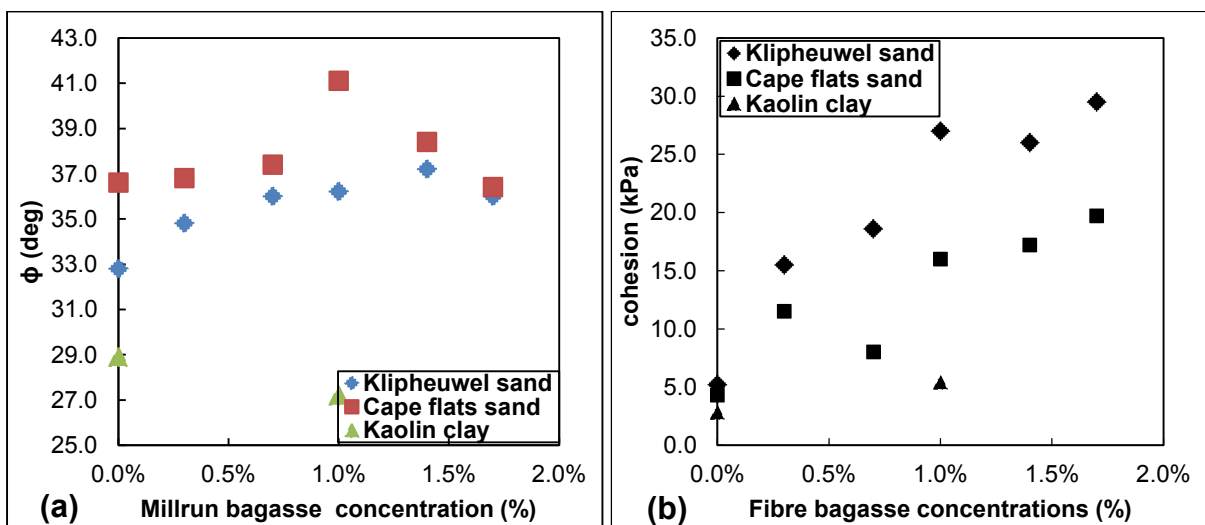 43.0
41.0
39.0
37.0
35.0
33.0
31.0
29.0
27.0
25.0
ϕ (deg)
Klipheuwel sand
Cape flats sand
Kaolin clay
0.0% 0.5% 1.0% 1.5% 2.0%
(a) Millrun bagasse concentration (%)
35.0
30.0
25.0
20.0
15.0
10.0
5.0
0.0
cohesion (kPa)
Klipheuwel sand
Cape flats sand
Kaolin clay
0.0% 0.5% 1.0% 1.5% 2.0%
(b) Fibre bagasse concentrations (%)